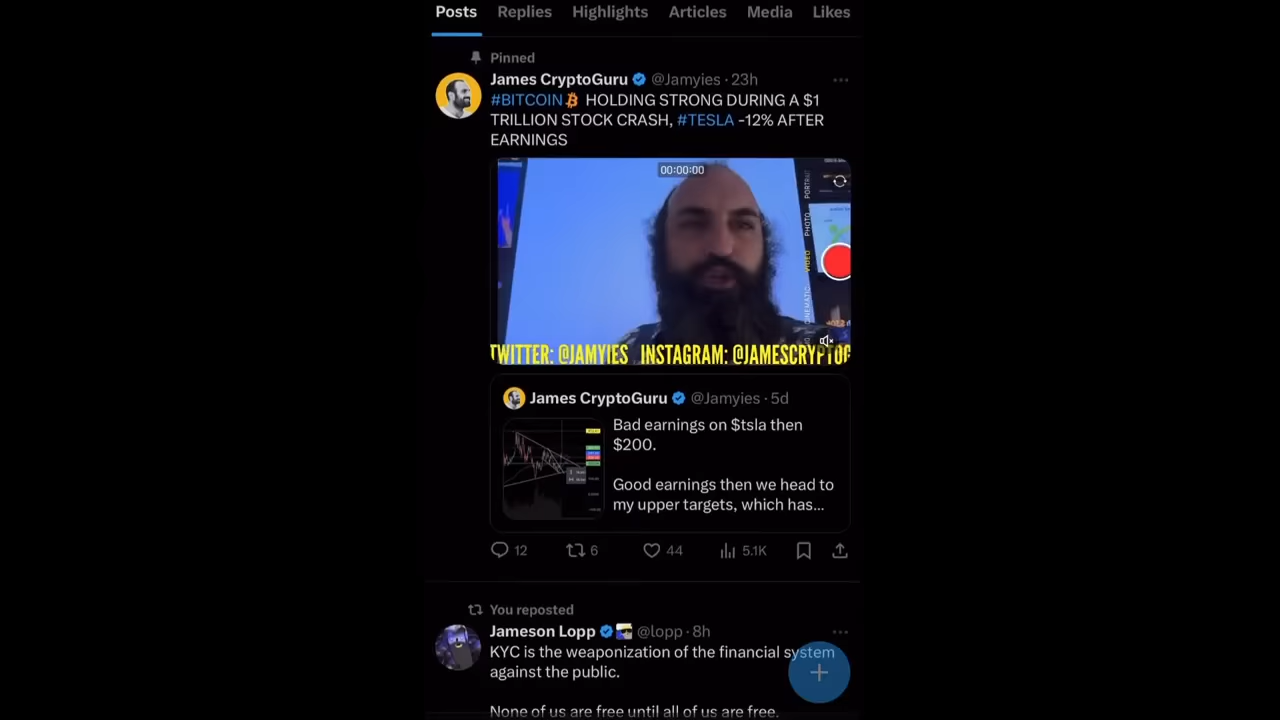 Posts Replies Highlights Articles Media Likes
Pinned
James CryptoGuru @Jamyies · 23h
#BITCOIN HOLDING STRONG DURING A $1
TRILLION STOCK CRASH, #TESLA -12% AFTER
EARNINGS
00:00:00
PORTRAIT
PHOTO
VIDEO
CINEMATIC
TWITTER: @JAMYIES INSTAGRAM: @JAMESCRYPTOG
James CryptoGuru @Jamyies · 5d
Bad earnings on $tsla then
$200.
Good earnings then we head to
my upper targets, which has...
12 6 44 5.1K
You reposted
Jameson Lopp @lopp · 8h
KYC is the weaponization of the financial system
against the public.
None of us are free until all of us are free.